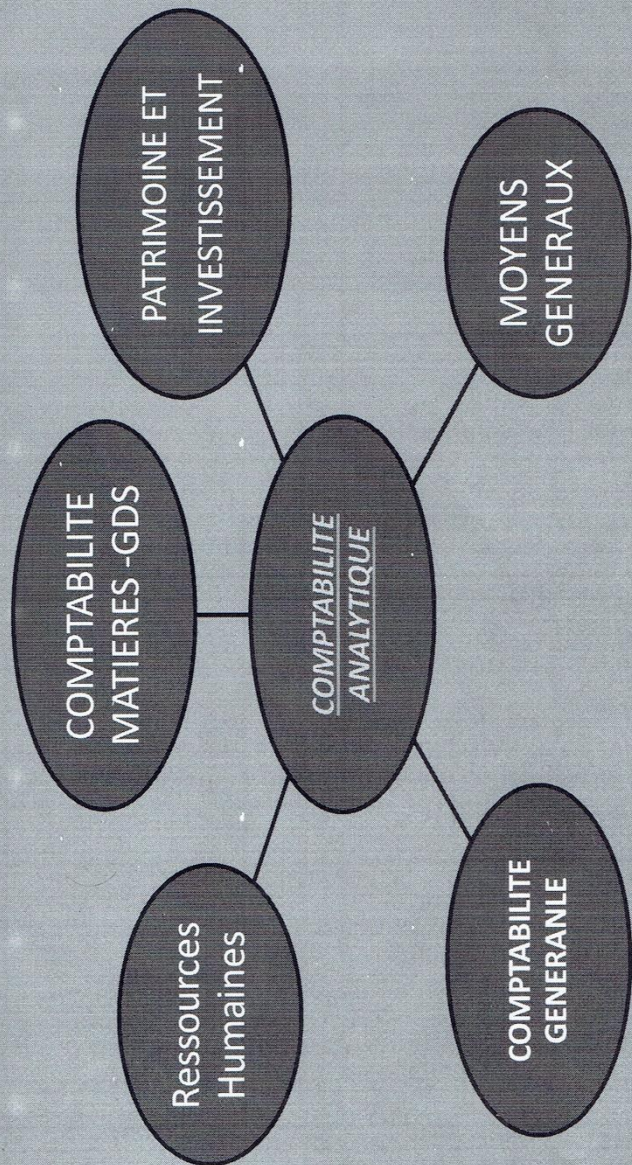 COMPTABILITE
MATIERES -GDS
Ressources
Humaines
PATRIMOINE ET
INVESTISSEMENT
COMPTABILITE
ANALYTIQUE
COMPTABILITE
GENERANLE
MOYENS
GENERAUX